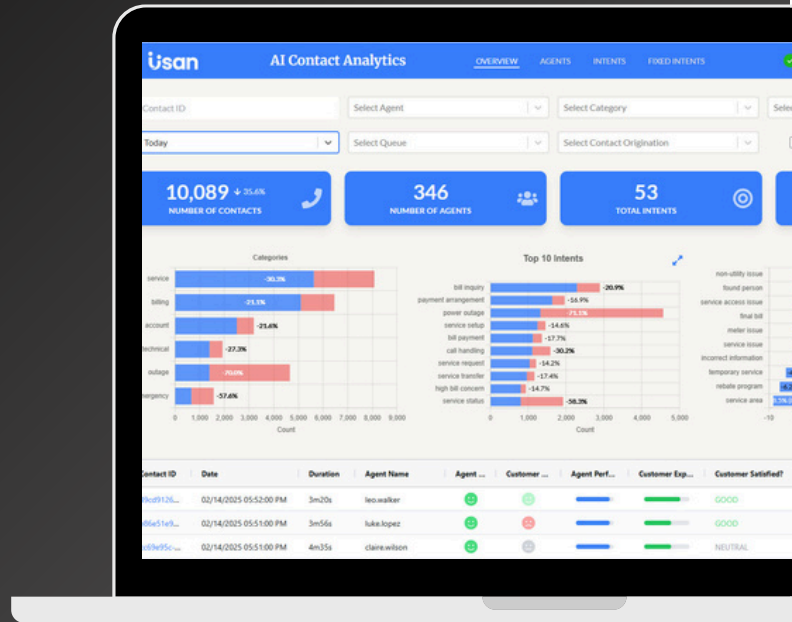 üsan
AI Contact Analytics
OVERVIEW
AGENTS
INTENTS
FIXED INTENTS
Contact ID
Select Agent
Select Category
Selec
Today
Select Queue
Select Contact Origination
10,089 ↓ 35.6%
NUMBER OF CONTACTS
346
NUMBER OF AGENTS
53
TOTAL INTENTS
Categories
service -30.3%
billing -21.1%
account -21.6%
technical -27.3%
outage -70.0%
mergency -57.6%
0 1,000 2,000 3,000 4,000 5,000 6,000 7,000 8,000 9,000
Count
Top 10 Intents
bill inquiry -20.9%
payment arrangement -16.9%
power outage -71.1%
service setup -14.6%
bill payment -17.7%
call handling -30.2%
service request -14.2%
service transfer -17.4%
high bill concern -14.7%
service status -58.3%
0 1,000 2,000 3,000 4,000 5,000
Count
non-utility issue
found person
service access issue
final bill
meter issue
service issue
incorrect information
temporary service
rebate program
service area
-10
Contact ID Date Duration Agent Name Agent ... Customer ... Agent Perf... Customer Exp... Customer Satisfied?
02/14/2025 05:52:00 PM 3m20s leo.walker GOOD
02/14/2025 05:51:00 PM 3m56s luke.lopez GOOD
02/14/2025 05:51:00 PM 4m35s claire.wilson NEUTRAL